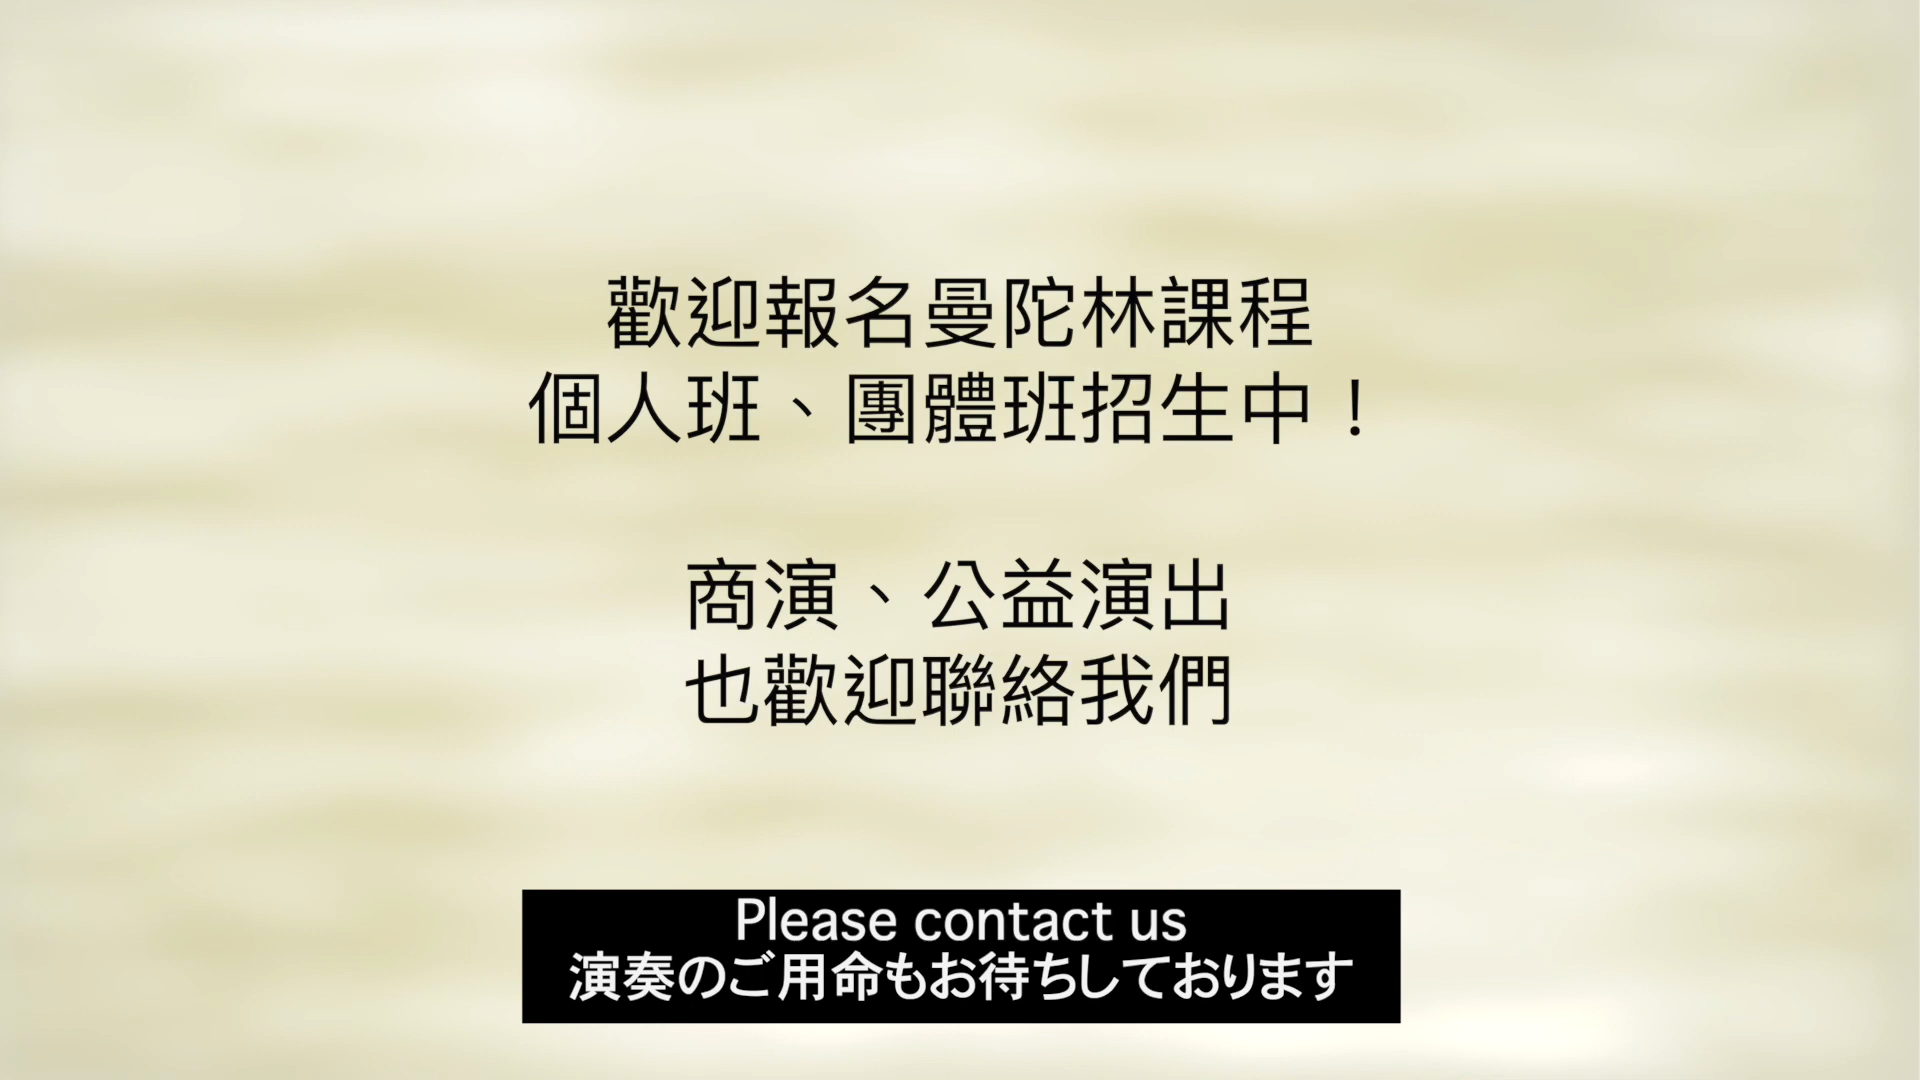 歡迎報名曼陀林課程
個人班、團體班招生中！
商演、公益演出
也歡迎聯絡我們
Please contact us
演奏のご用命もお待ちしております